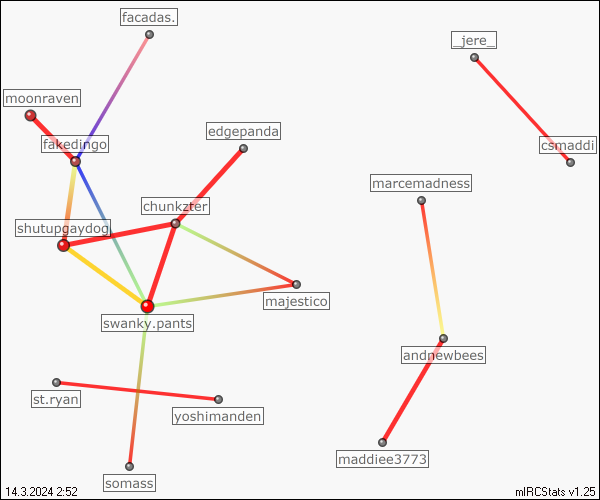 facadas.
_jere_
moonraven
edgepanda
fakedingo
csmaddi
marcemadness
chunkzter
shutupgaydog
majestico
swanky.pants
andnewbees
st.ryan
yoshimanden
maddiee3773
somass
14.3.2024 2:52
mIRCStats v1.25